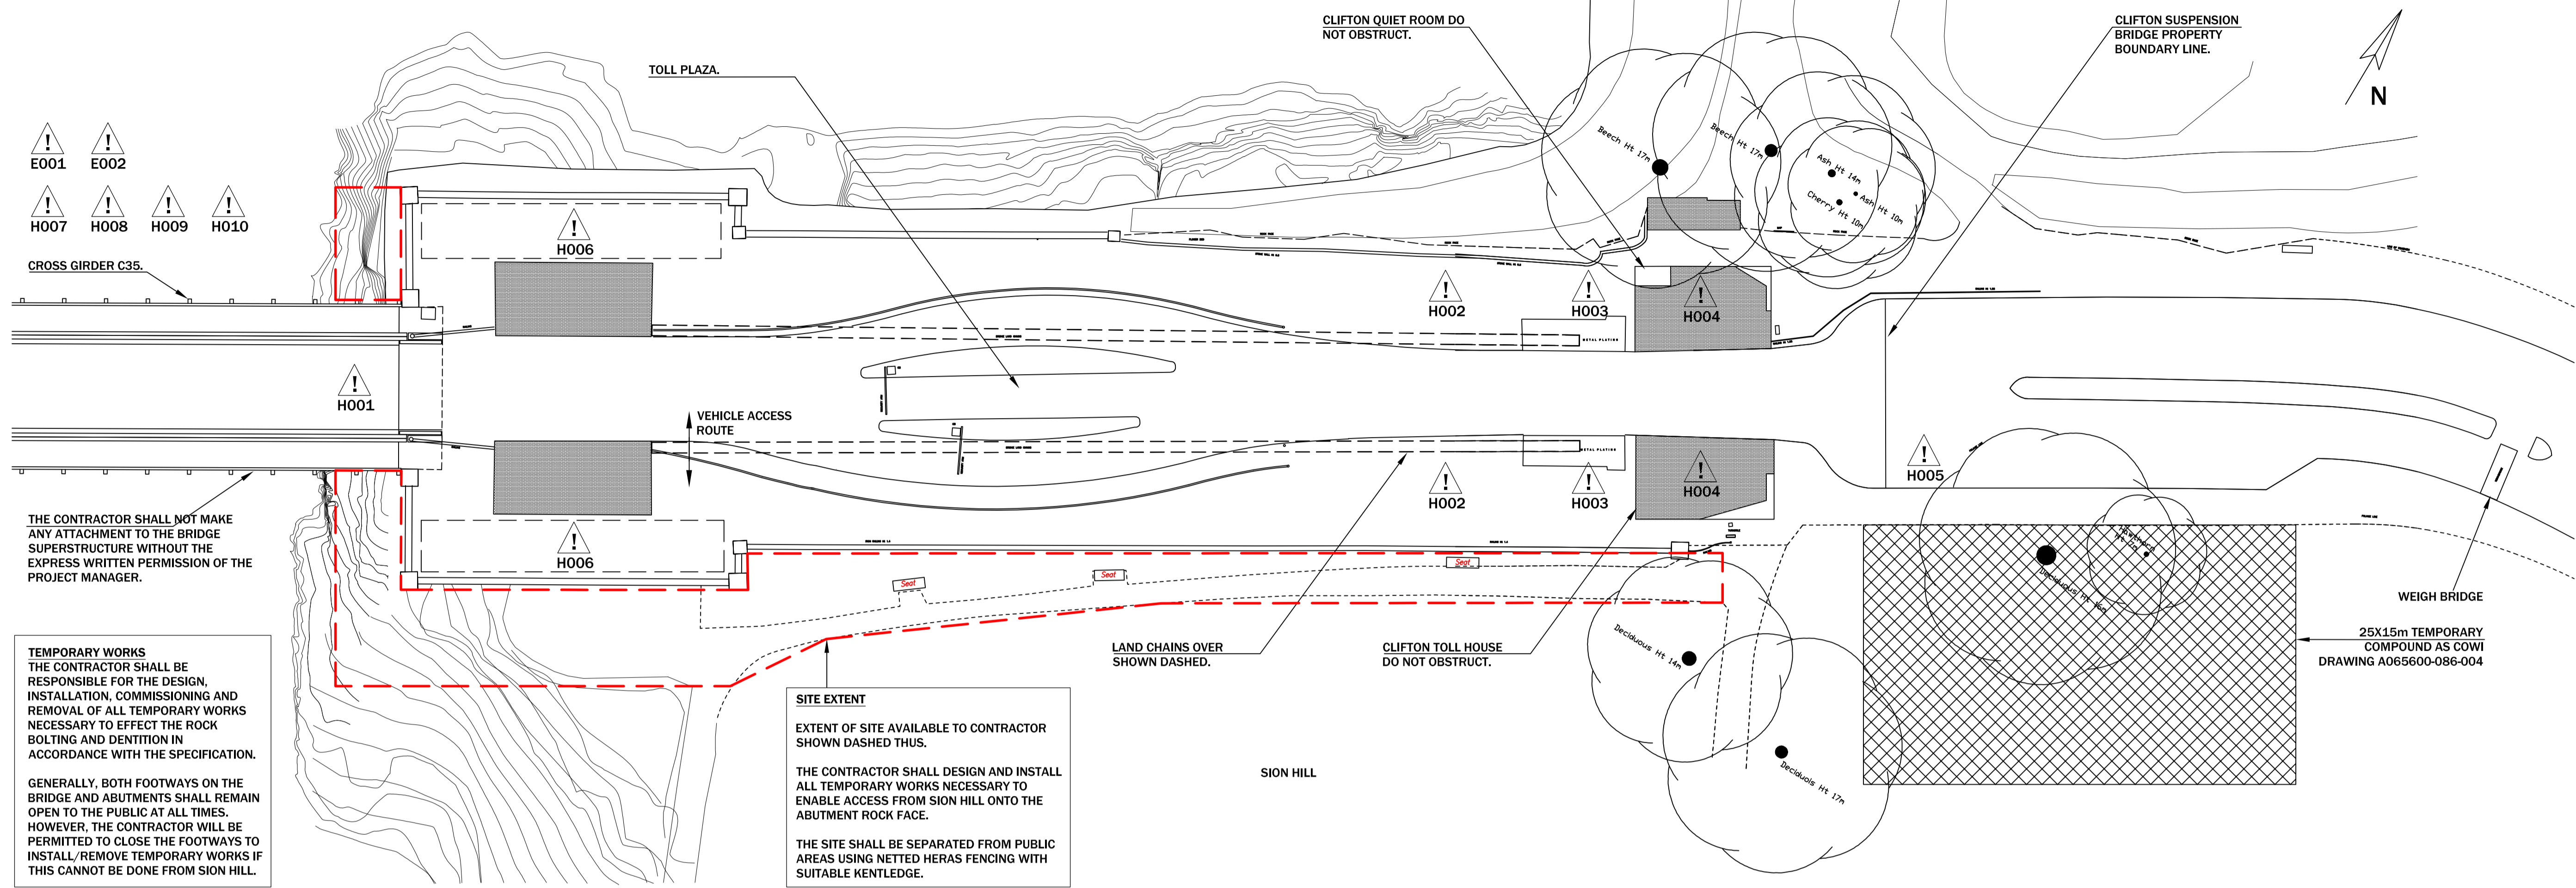 CLIFTON QUIET ROOM DO
NOT OBSTRUCT.
CLIFTON SUSPENSION
BRIDGE PROPERTY
BOUNDARY LINE.
N
TOLL PLAZA.
!
E001
!
E002
!
H007
!
H008
!
H009
!
H010
CROSS GIRDER C35.
!
H006
Beech Ht 17m
Beech Ht 17m
Ash Ht 14m
Ash Ht 10m
Cherry Ht 10m
!
H002
!
H003
!
H004
METAL PLATING
!
H001
VEHICLE ACCESS
ROUTE
METAL PLATING
!
H002
!
H003
!
H004
!
H005
THE CONTRACTOR SHALL NOT MAKE
ANY ATTACHMENT TO THE BRIDGE
SUPERSTRUCTURE WITHOUT THE
EXPRESS WRITTEN PERMISSION OF THE
PROJECT MANAGER.
!
H006
Seat
Seat
Seat
Hawthorn
Ht 7m
Deciduous Ht 16m
WEIGH BRIDGE
25X15m TEMPORARY
COMPOUND AS COWI
DRAWING A065600-086-004
LAND CHAINS OVER
SHOWN DASHED.
CLIFTON TOLL HOUSE
DO NOT OBSTRUCT.
Deciduous Ht 14m
Deciduois Ht 17m
SION HILL
TEMPORARY WORKS
THE CONTRACTOR SHALL BE
RESPONSIBLE FOR THE DESIGN,
INSTALLATION, COMMISSIONING AND
REMOVAL OF ALL TEMPORARY WORKS
NECESSARY TO EFFECT THE ROCK
BOLTING AND DENTITION IN
ACCORDANCE WITH THE SPECIFICATION.
GENERALLY, BOTH FOOTWAYS ON THE
BRIDGE AND ABUTMENTS SHALL REMAIN
OPEN TO THE PUBLIC AT ALL TIMES.
HOWEVER, THE CONTRACTOR WILL BE
PERMITTED TO CLOSE THE FOOTWAYS TO
INSTALL/REMOVE TEMPORARY WORKS IF
THIS CANNOT BE DONE FROM SION HILL.
SITE EXTENT
EXTENT OF SITE AVAILABLE TO CONTRACTOR
SHOWN DASHED THUS.
THE CONTRACTOR SHALL DESIGN AND INSTALL
ALL TEMPORARY WORKS NECESSARY TO
ENABLE ACCESS FROM SION HILL ONTO THE
ABUTMENT ROCK FACE.
THE SITE SHALL BE SEPARATED FROM PUBLIC
AREAS USING NETTED HERAS FENCING WITH
SUITABLE KENTLEDGE.